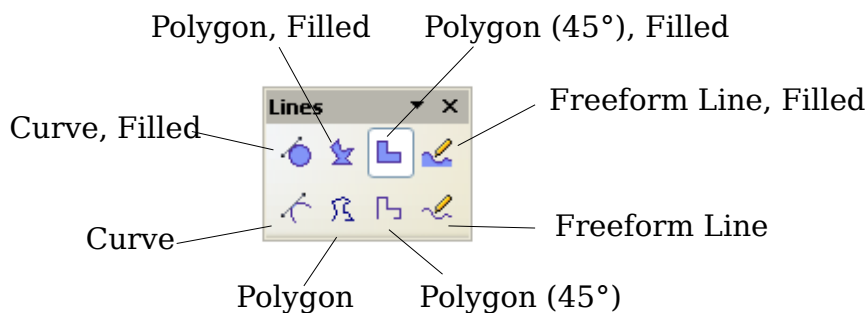 Polygon, Filled
Polygon (45°), Filled
Lines
Freeform Line, Filled
Curve, Filled
Curve
Freeform Line
Polygon
Polygon (45°)